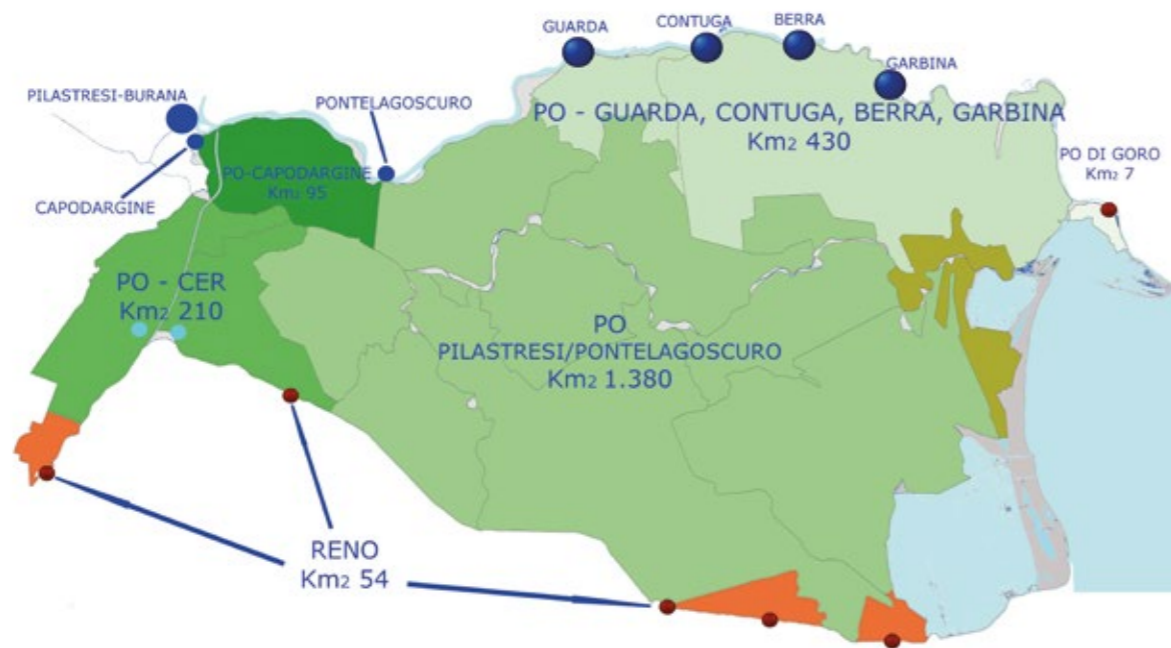 GUARDA
CONTUGA
BERRA
GARBINA
PILASTRESI-BURANA
PONTELAGOSCURO
PO - GUARDA, CONTUGA, BERRA, GARBINA
Km2 430
PO DI GORO
Km2 7
PO-CAPODARGINE
Km2 95
CAPODARGINE
PO - CER
Km2 210
PO
PILASTRESI/PONTELAGOSCURO
Km2 1.380
RENO
Km2 54